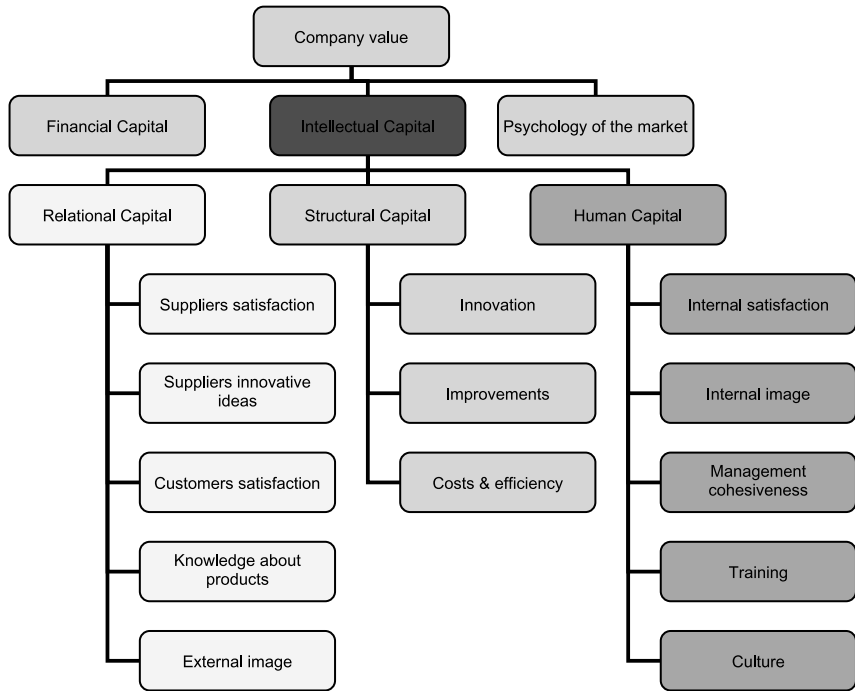 Company value
Financial Capital
Intellectual Capital
Psychology of the market
Relational Capital
Structural Capital
Human Capital
Suppliers satisfaction
Innovation
Internal satisfaction
Suppliers innovative
ideas
Improvements
Internal image
Customers satisfaction
Costs & efficiency
Management
cohesiveness
Knowledge about
products
Training
External image
Culture